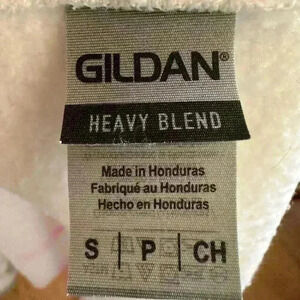 GILDAN®
HEAVY BLEND
Made in Honduras
Fabriqué au Honduras
Hecho en Honduras
S | P | CH